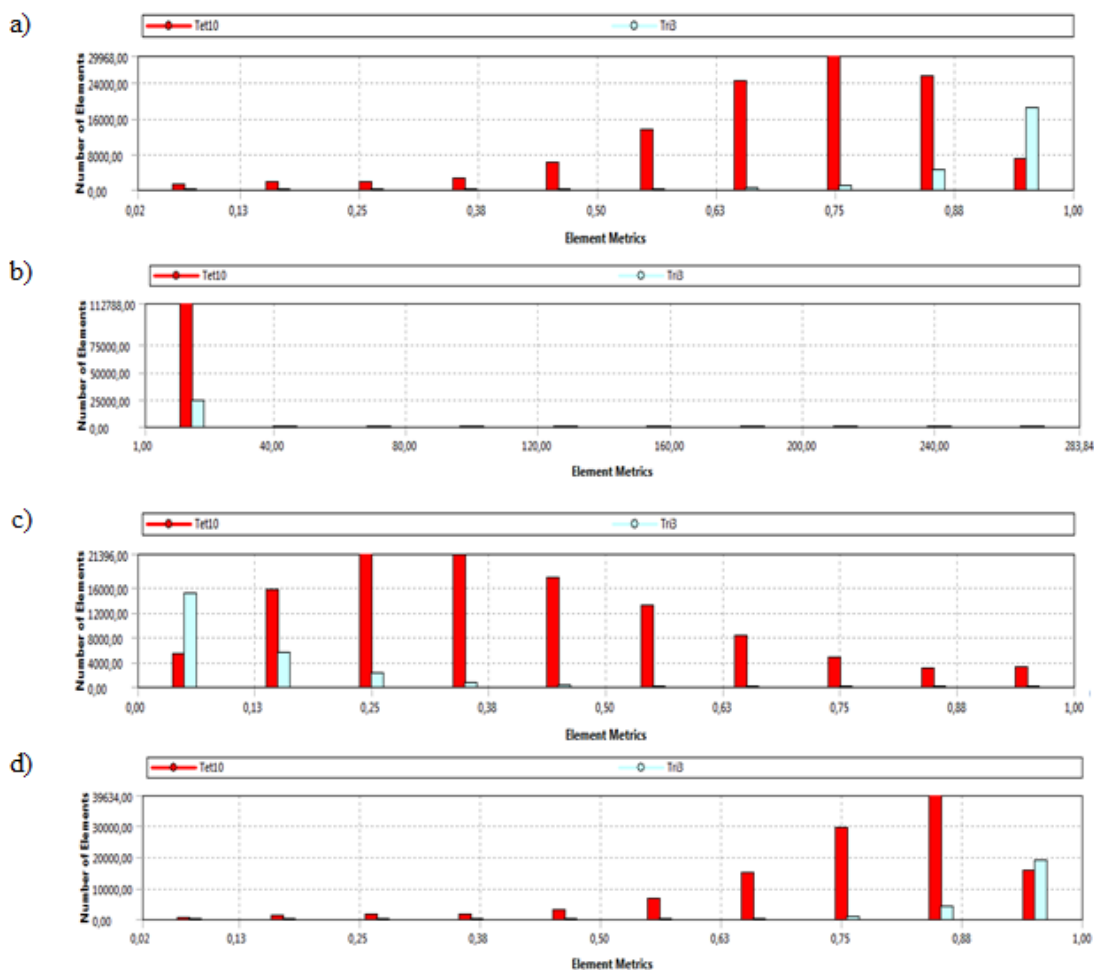 a)
Tet10 Tri3
Number of Elements
29968,00
24000,00
16000,00
8000,00
0,00
0,02 0,13 0,25 0,38 0,50 0,63 0,75 0,88 1,00
Element Metrics
b)
Tet10 Tri3
Number of Elements
112788,00
75000,00
50000,00
25000,00
0,00
1,00 40,00 80,00 120,00 160,00 200,00 240,00 283,84
Element Metrics
c)
Tet10 Tri3
Number of Elements
21396,00
16000,00
12000,00
8000,00
4000,00
0,00
0,00 0,13 0,25 0,38 0,50 0,63 0,75 0,88 1,00
Element Metrics
d)
Tet10 Tri3
Number of Elements
39634,00
30000,00
20000,00
10000,00
0,00
0,02 0,13 0,25 0,38 0,50 0,63 0,75 0,88 1,00
Element Metrics